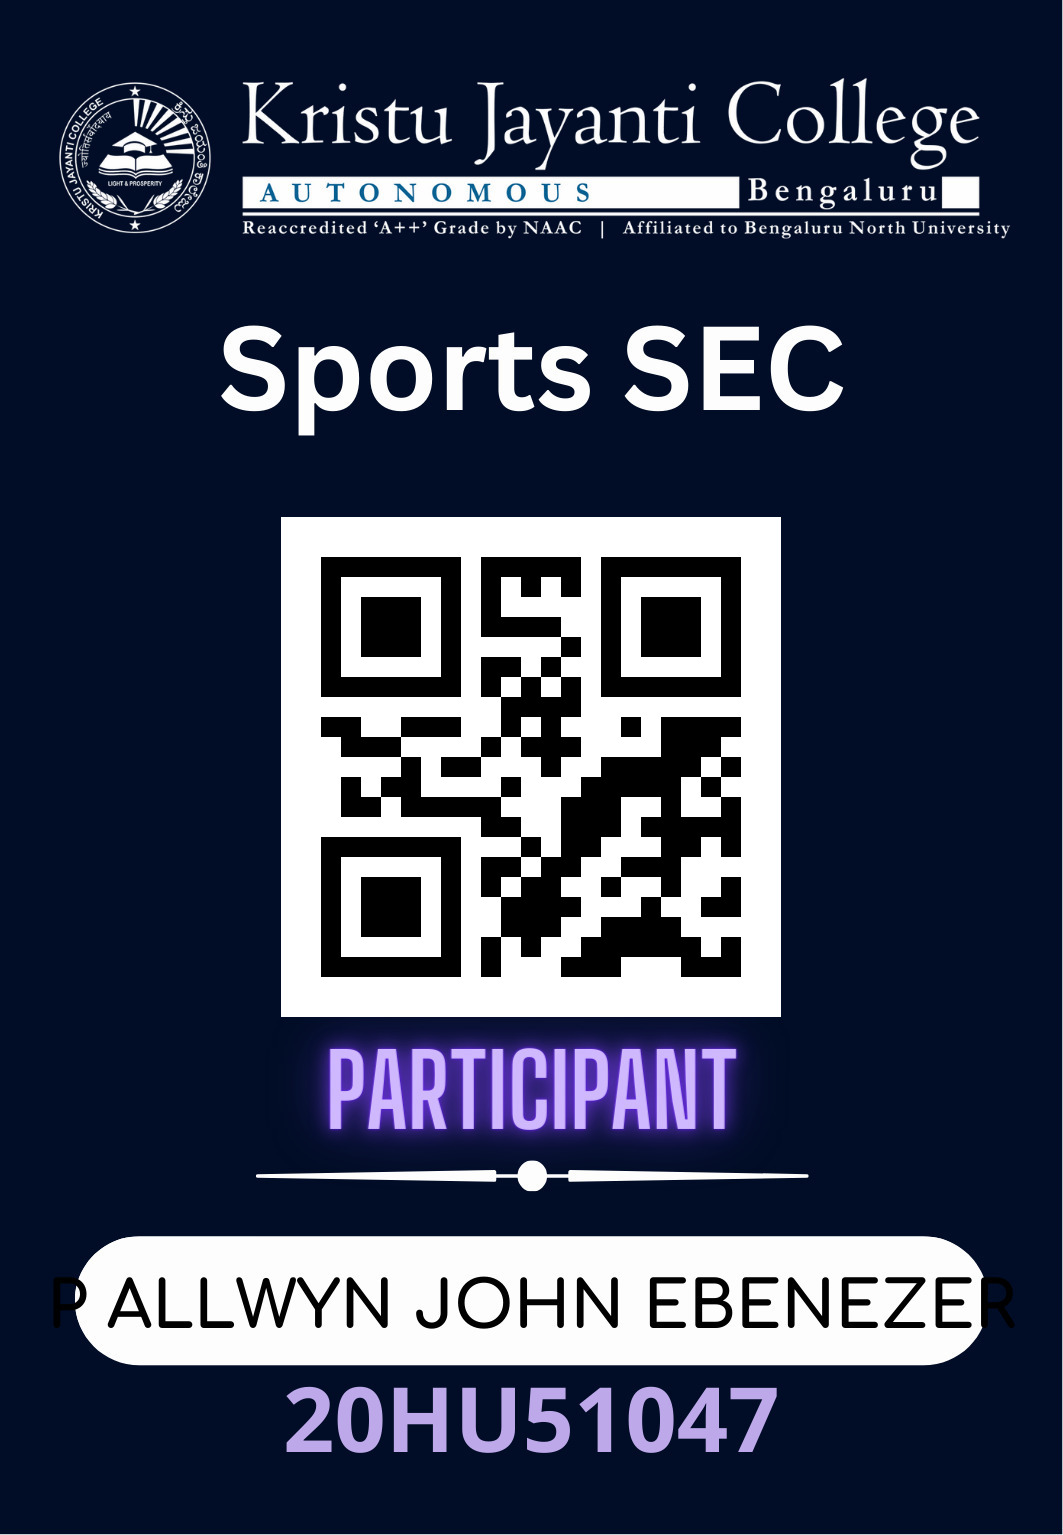 Kristu Jayanti College
AUTONOMOUS Bengaluru
Reaccredited ‘A++’ Grade by NAAC | Affiliated to Bengaluru North University
KRISTU JAYANTI COLLEGE
LIGHT & PROSPERITY
Sports SEC
PARTICIPANT
P ALLWYN JOHN EBENEZER
20HU51047